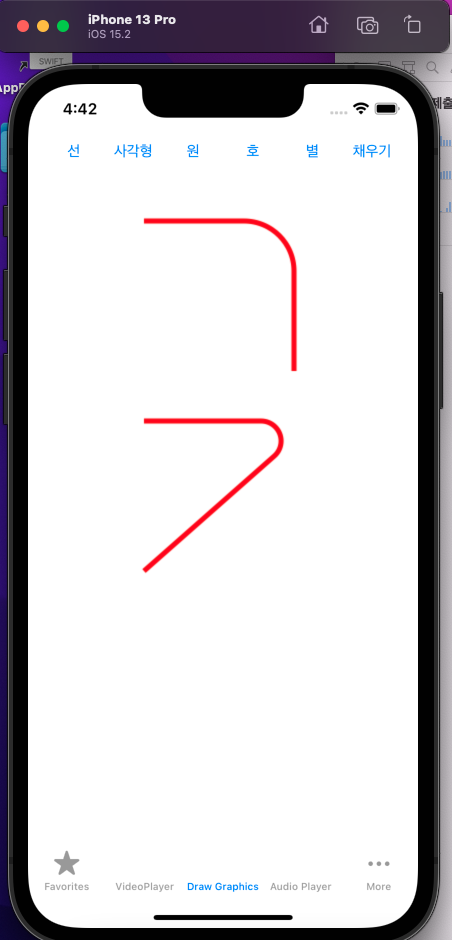 iPhone 13 Pro
iOS 15.2
SWIFT
4:42
선 사각형 원 호 별 채우기
Favorites VideoPlayer Draw Graphics Audio Player More